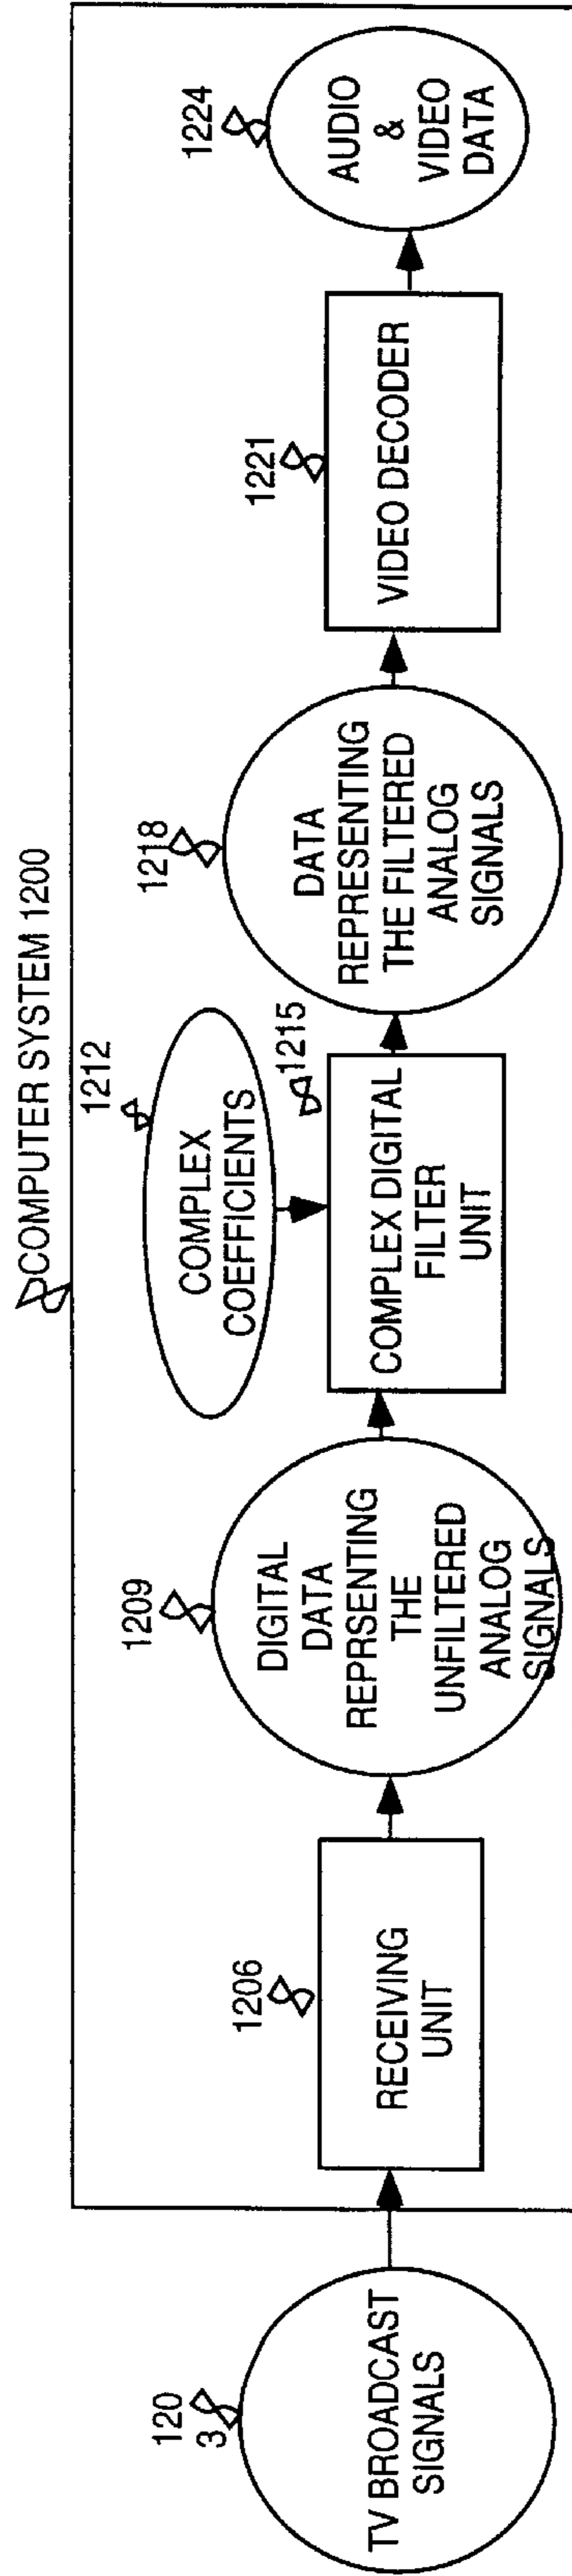 COMPUTER SYSTEM 1200
120
3
TV BROADCAST
SIGNALS
1206
RECEIVING
UNIT
1209
DIGITAL
DATA
REPRSENTING
THE
UNFILTERED
ANALOG
SIGNALS
1212
COMPLEX
COEFFICIENTS
1215
COMPLEX DIGITAL
FILTER
UNIT
1218
DATA
REPRESENTING
THE FILTERED
ANALOG
SIGNALS
1221
VIDEO DECODER
1224
AUDIO
&
VIDEO
DATA